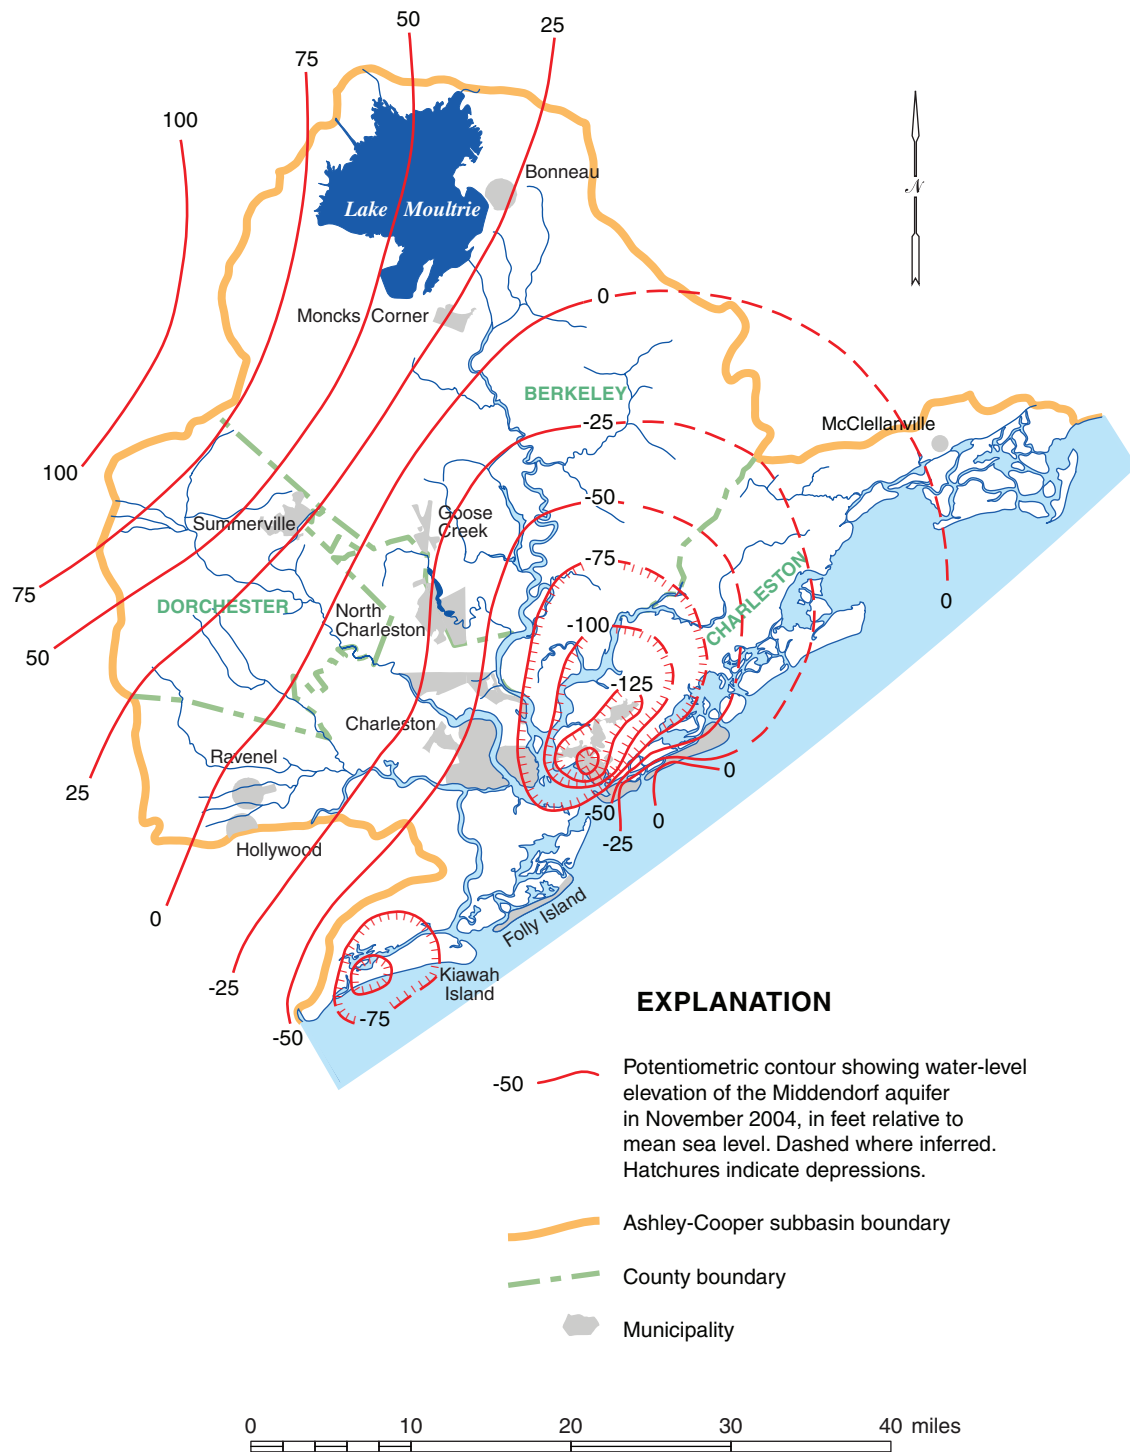 50
25
75
100
Bonneau
Lake Moultrie
N
0
Moncks Corner
BERKELEY
-25
McClellanville
100
-50
Goose
Creek
Summerville
-75
CHARLESTON
75
DORCHESTER
0
North
Charleston
-100
50
-125
Charleston
Ravenel
0
25
-50
0
-25
Hollywood
0
Folly Island
-25
Kiawah
Island
-75
-50
EXPLANATION
-50
Potentiometric contour showing water-level
elevation of the Middendorf aquifer
in November 2004, in feet relative to
mean sea level. Dashed where inferred.
Hatchures indicate depressions.
Ashley-Cooper subbasin boundary
County boundary
Municipality
0 10 20 30 40 miles